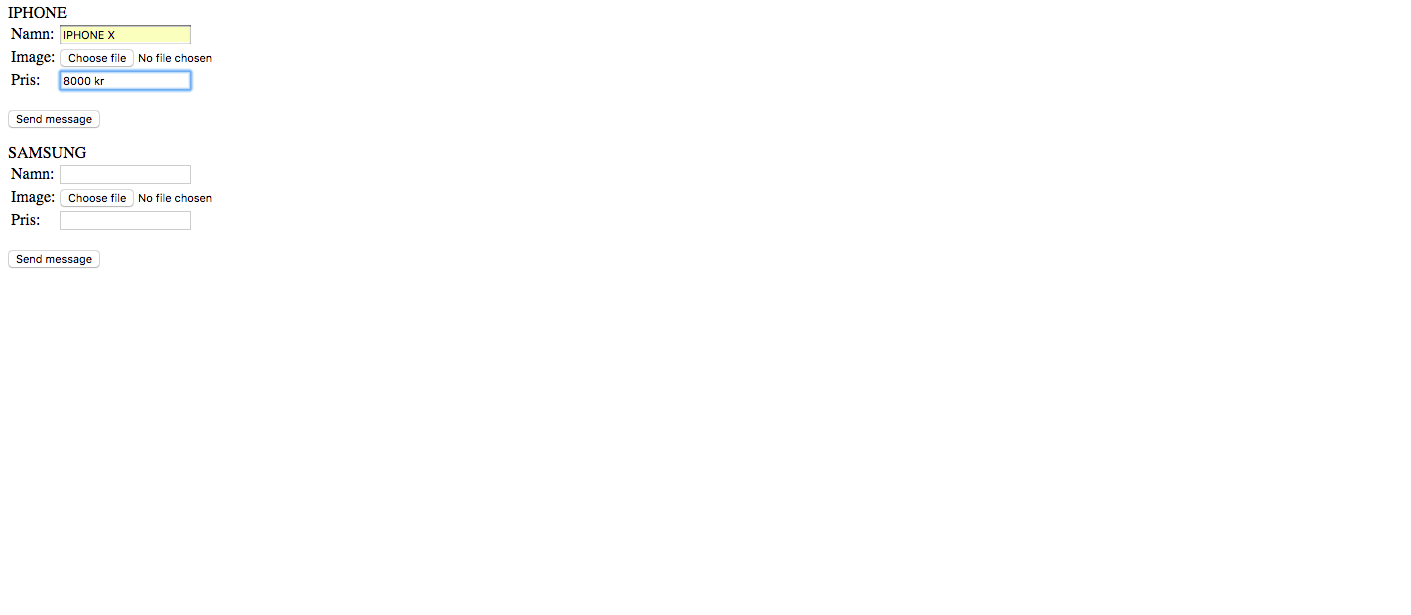 IPHONE
Namn: IPHONE X
Image: Choose file No file chosen
Pris: 8000 kr
Send message
SAMSUNG
Namn:
Image: Choose file No file chosen
Pris:
Send message